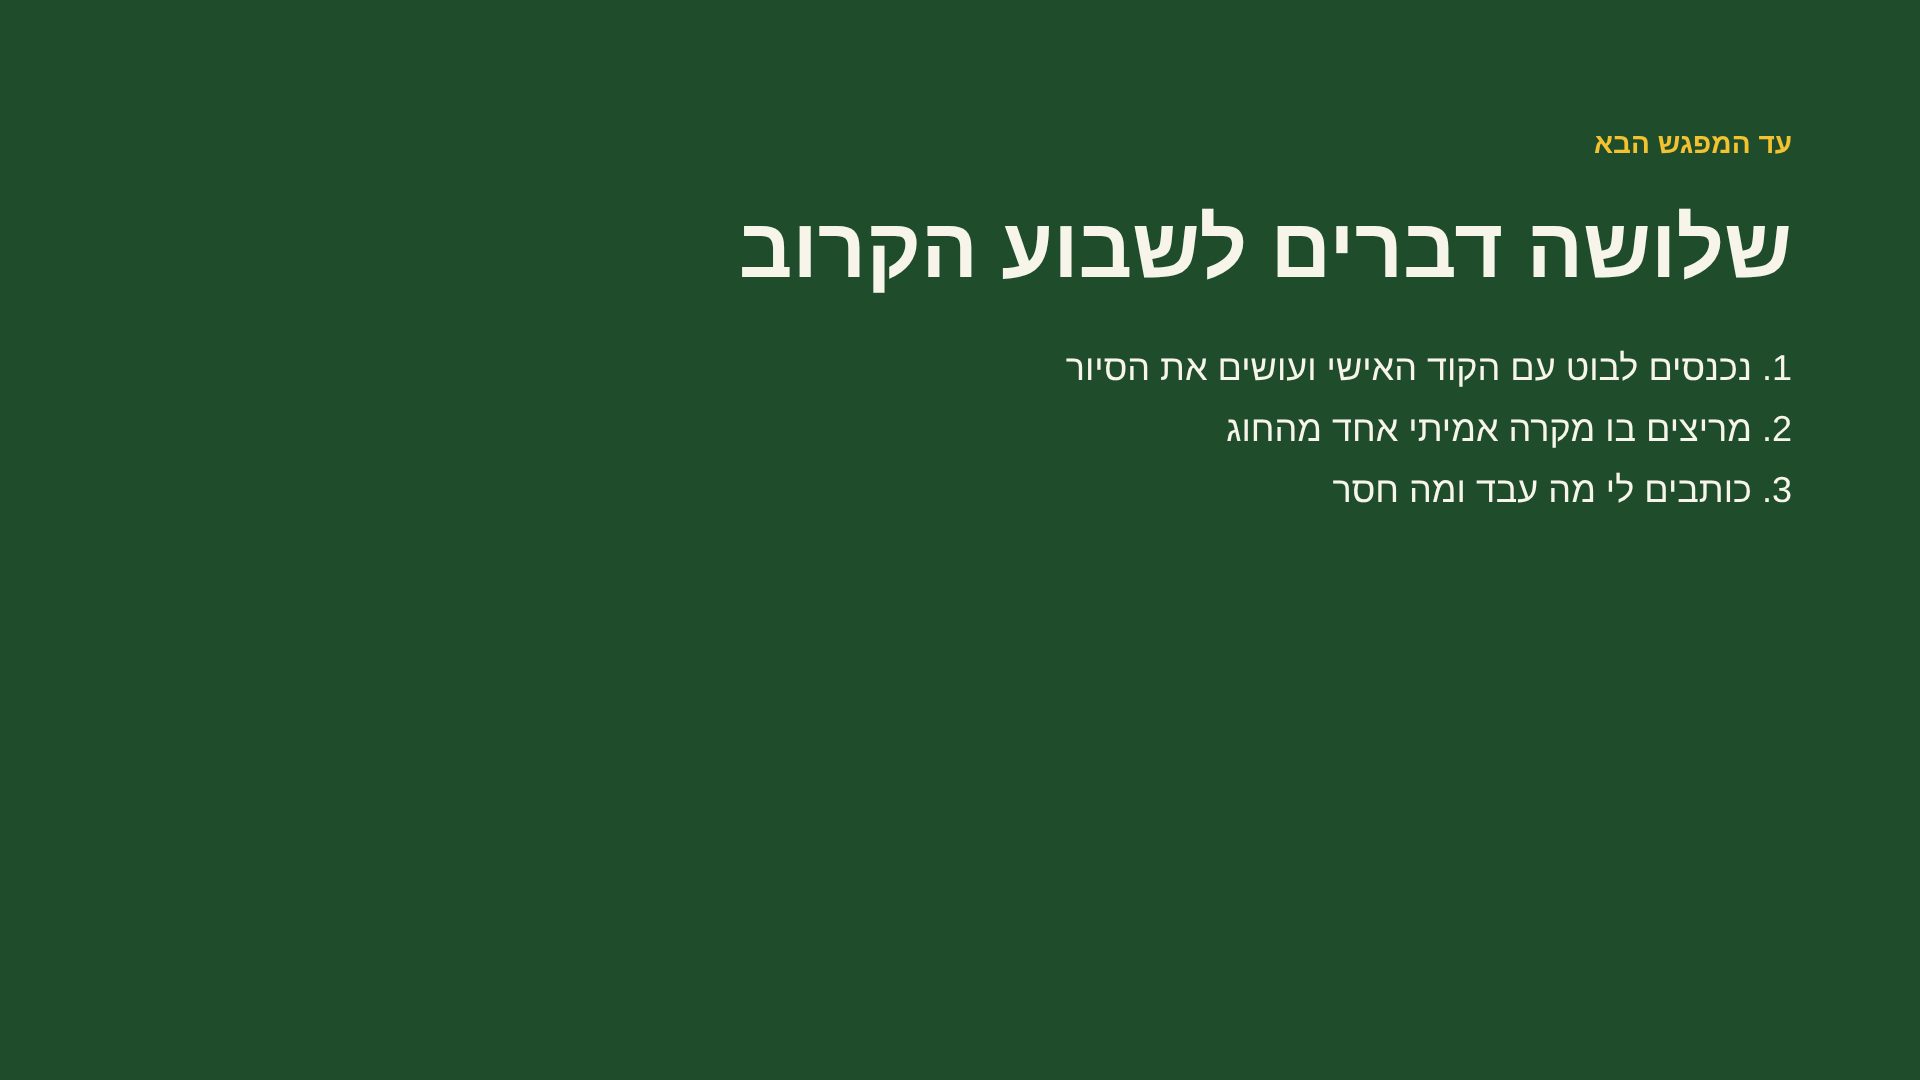 עד המפגש הבא
שלושה דברים לשבוע הקרוב
1. נכנסים לבוט עם הקוד האישי ועושים את הסיור
2. מריצים בו מקרה אמיתי אחד מהחוג
3. כותבים לי מה עבד ומה חסר